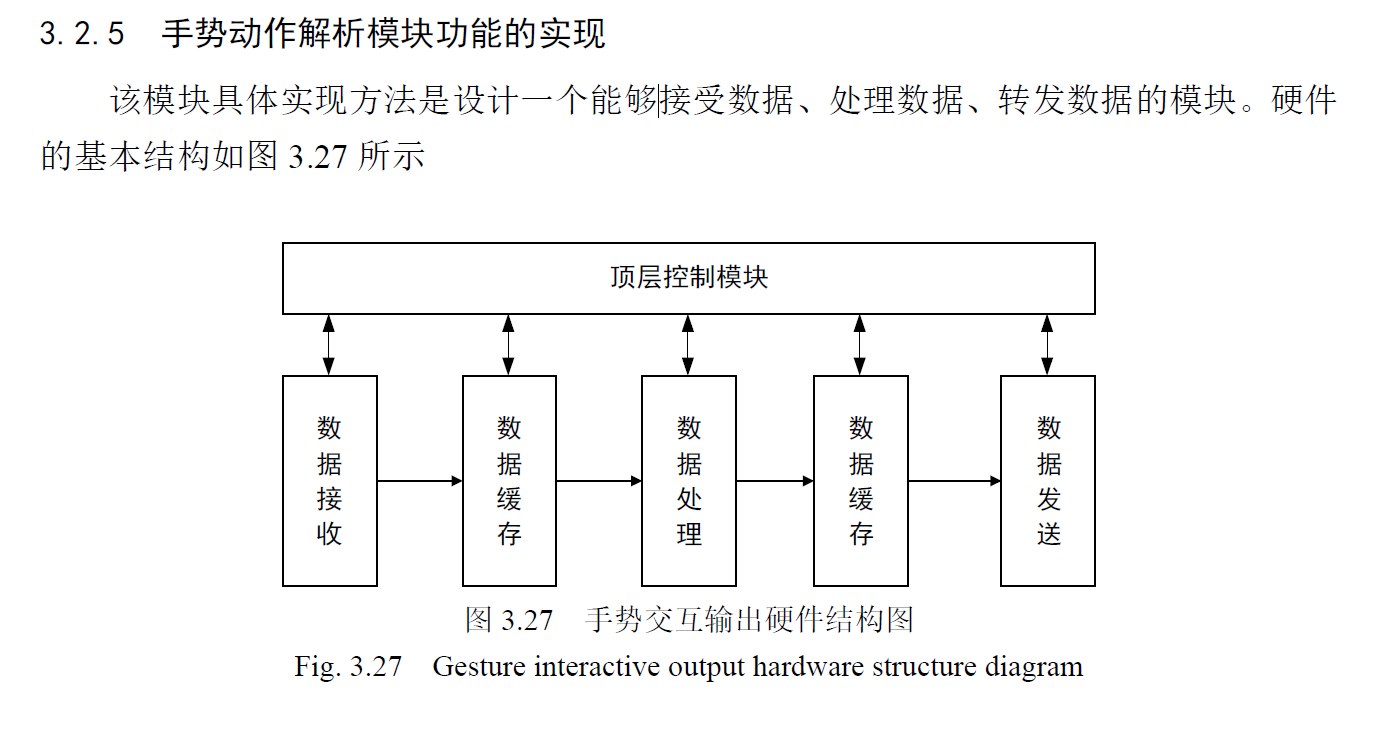 3.2.5 手势动作解析模块功能的实现
该模块具体实现方法是设计一个能够接受数据、处理数据、转发数据的模块。硬件
的基本结构如图 3.27 所示
顶层控制模块
数据接收
数据缓存
数据处理
数据缓存
数据发送
图 3.27 手势交互输出硬件结构图
Fig. 3.27 Gesture interactive output hardware structure diagram